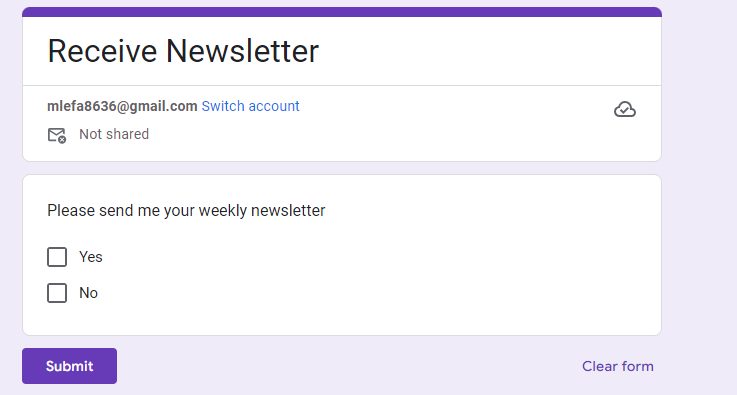 Receive Newsletter
mlefa8636@gmail.com Switch account
Not shared
Please send me your weekly newsletter
Yes
No
Submit Clear form